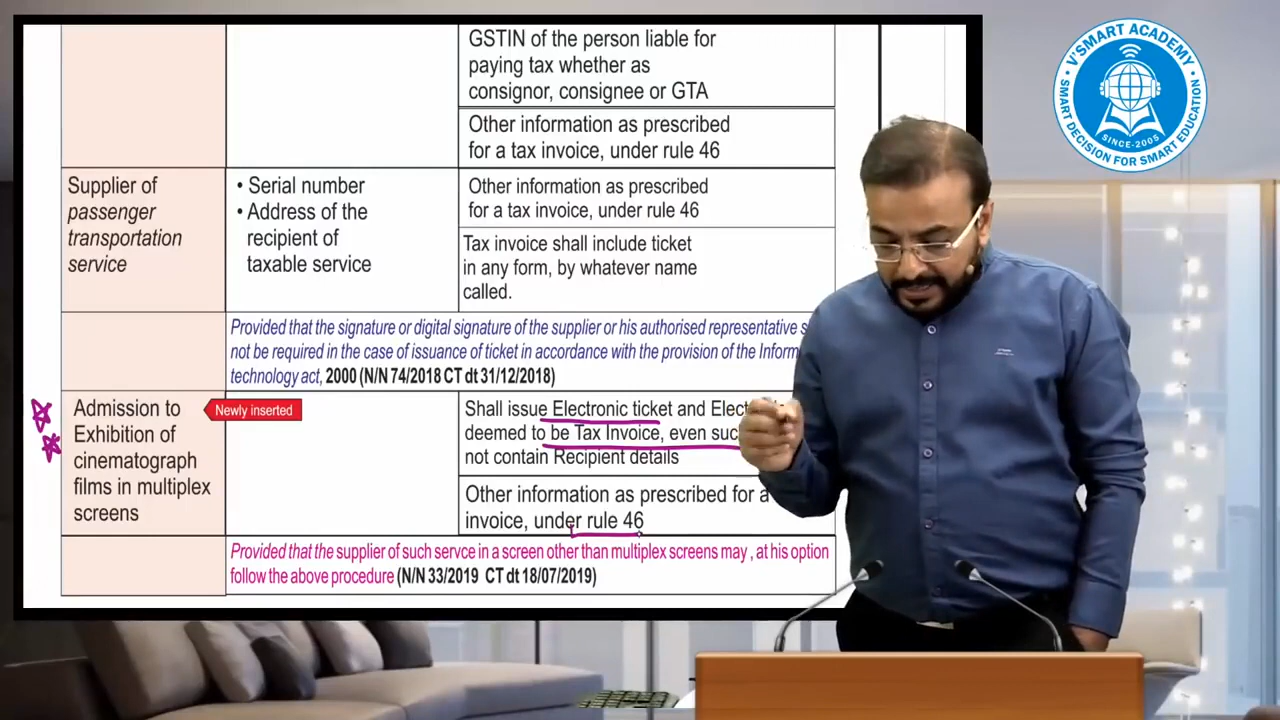 GSTIN of the person liable for
paying tax whether as
consignor, consignee or GTA
Other information as prescribed
for a tax invoice, under rule 46
Supplier of
passenger
transportation
service
• Serial number
• Address of the
recipient of
taxable service
Other information as prescribed
for a tax invoice, under rule 46
Tax invoice shall include ticket
in any form, by whatever name
called.
Provided that the signature or digital signature of the supplier or his authorised representative s
not be required in the case of issuance of ticket in accordance with the provision of the Inform
technology act, 2000 (N/N 74/2018 CT dt 31/12/2018)
Admission to
Exhibition of
cinematograph
films in multiplex
screens
Newly inserted
Shall issue Electronic ticket and Elect
deemed to be Tax Invoice, even suc
not contain Recipient details
Other information as prescribed for a
invoice, under rule 46
Provided that the supplier of such servce in a screen other than multiplex screens may , at his option
follow the above procedure (N/N 33/2019 CT dt 18/07/2019)
V'SMART ACADEMY
SINCE-2005
SMART DECISION FOR SMART EDUCATION